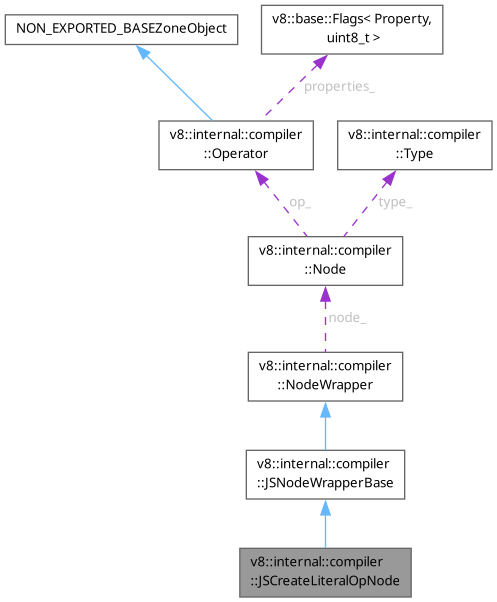 NON_EXPORTED_BASEZoneObject
v8::base::Flags< Property,
uint8_t >
properties_
v8::internal::compiler
::Operator
v8::internal::compiler
::Type
op_
type_
v8::internal::compiler
::Node
node_
v8::internal::compiler
::NodeWrapper
v8::internal::compiler
::JSNodeWrapperBase
v8::internal::compiler
::JSCreateLiteralOpNode